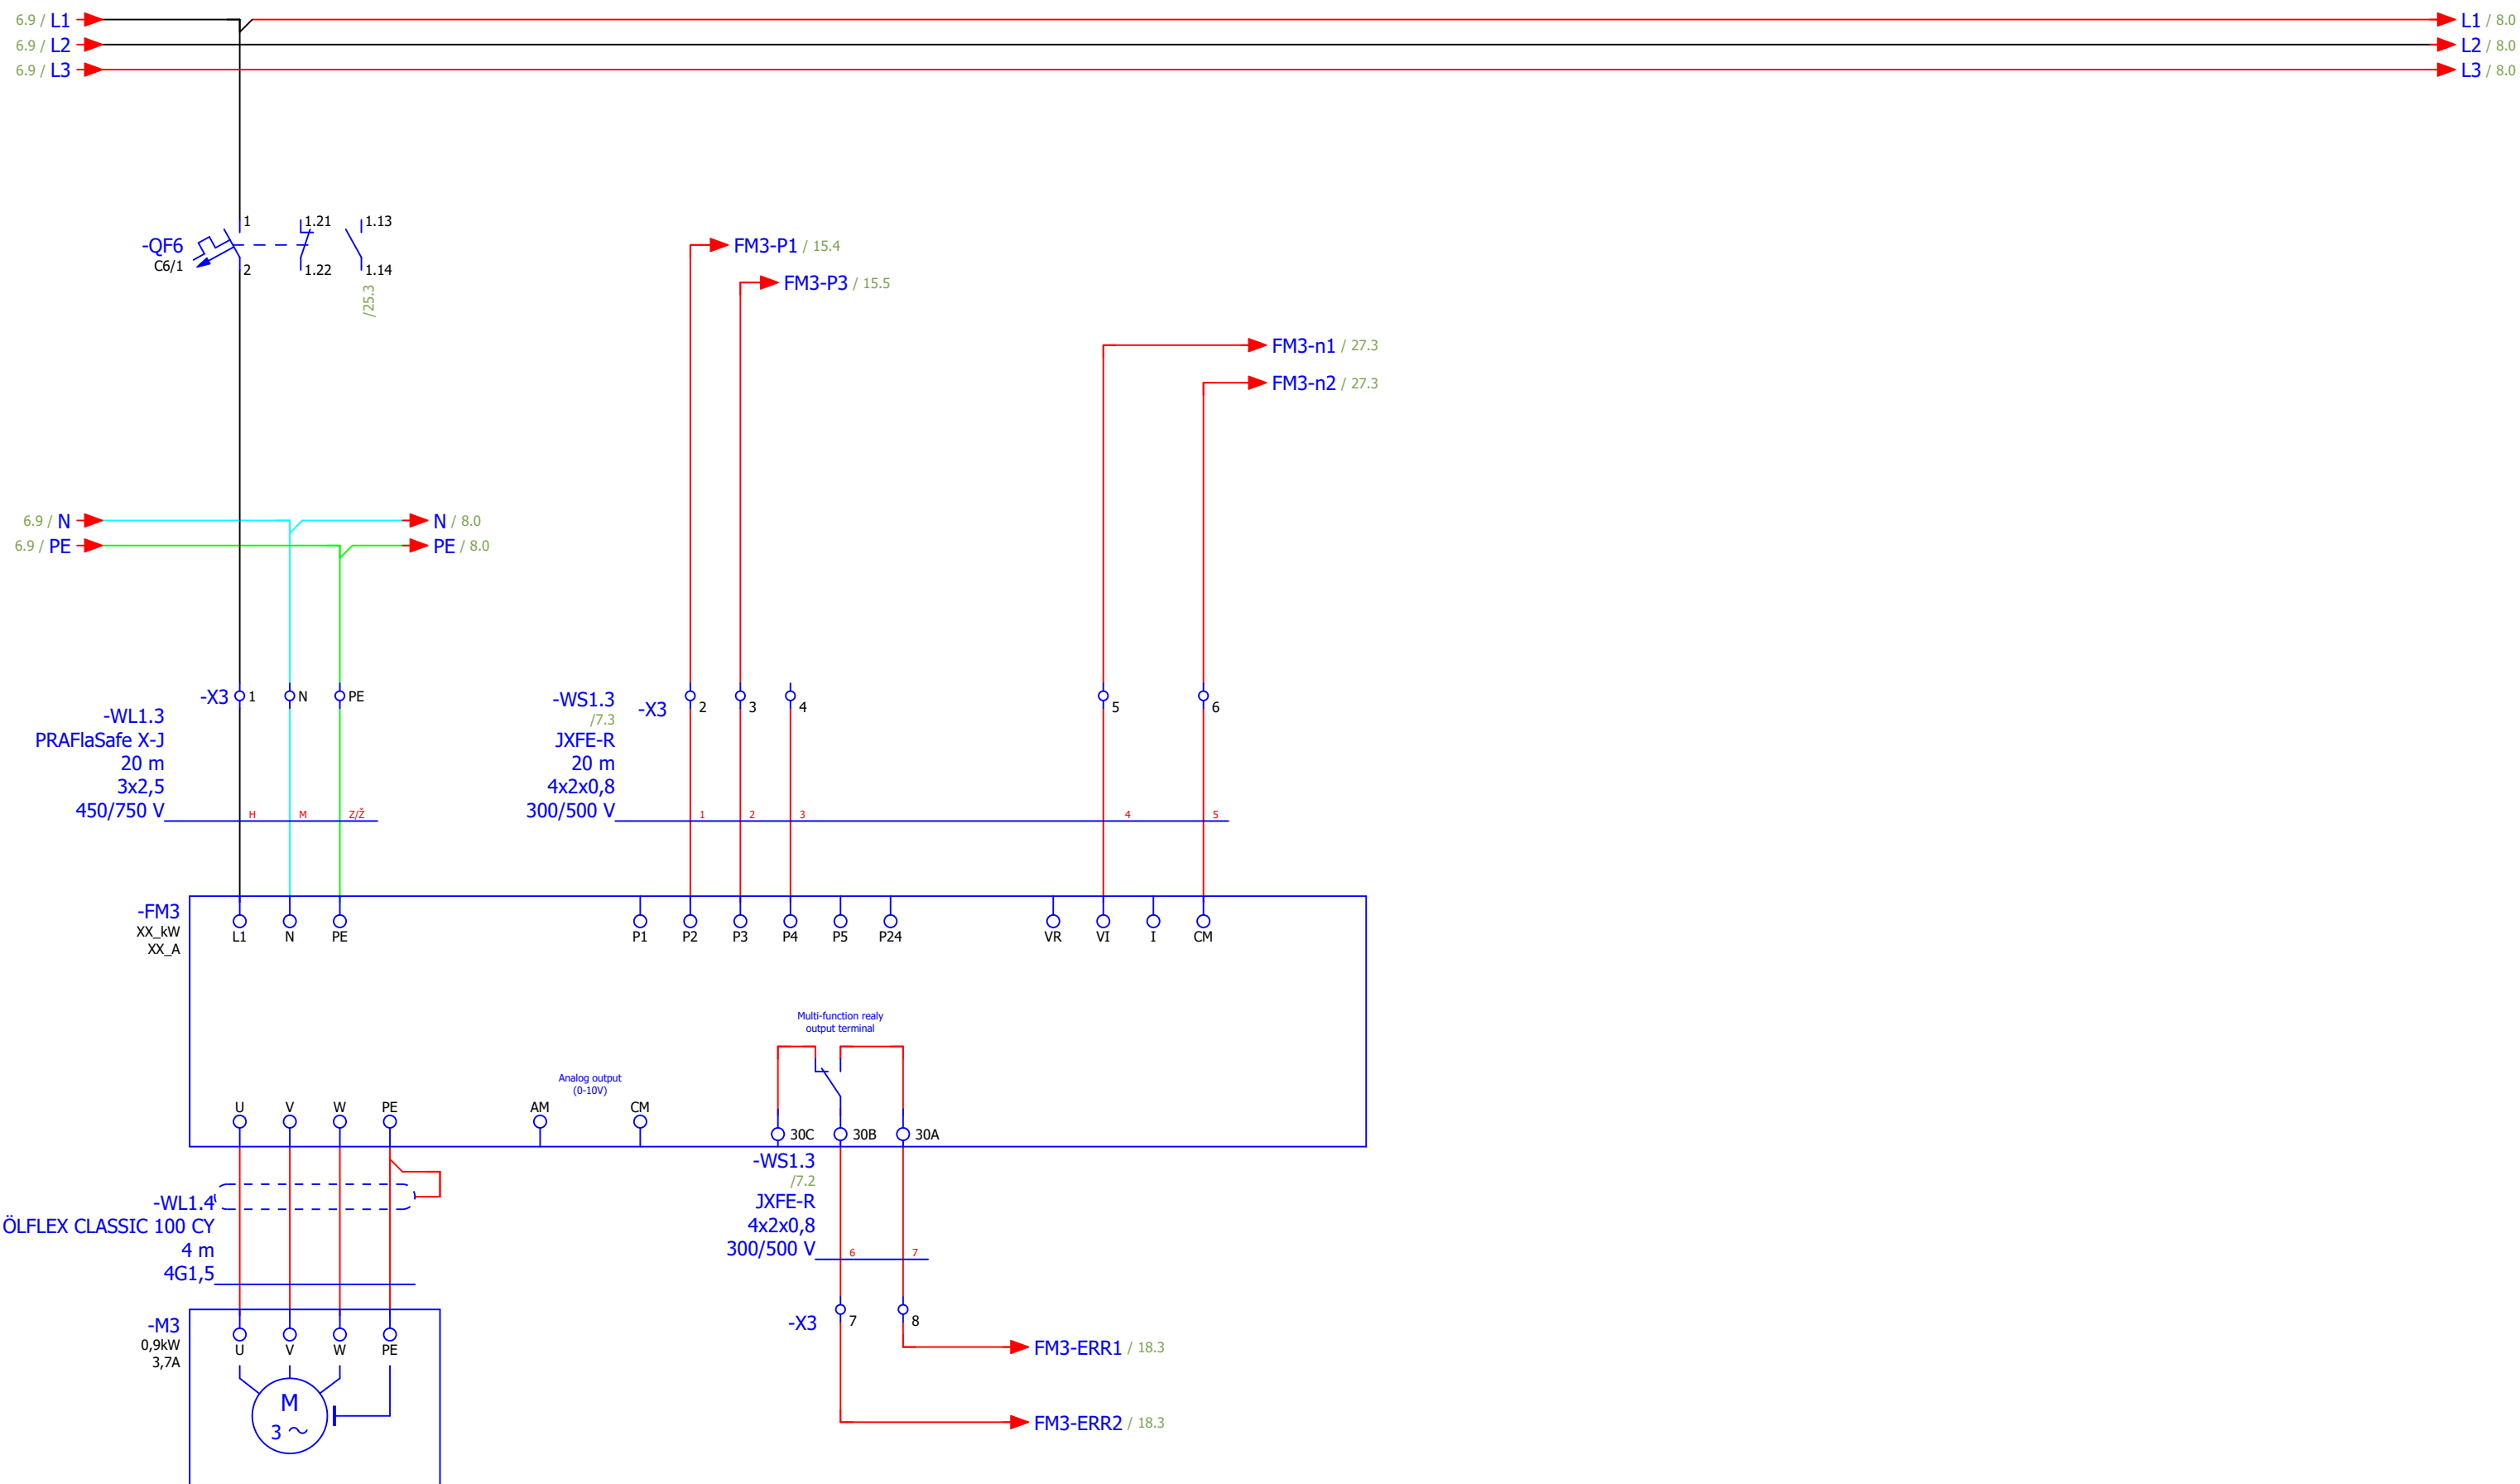 6.9 / L1
L1 / 8.0
6.9 / L2
L2 / 8.0
6.9 / L3
L3 / 8.0
1
1.21
1.13
-QF6
C6/1
2
1.22
1.14
/25.3
FM3-P1 / 15.4
FM3-P3 / 15.5
FM3-n1 / 27.3
FM3-n2 / 27.3
6.9 / N
N / 8.0
6.9 / PE
PE / 8.0
-X3
1
N
PE
-WL1.3
PRAFlaSafe X-J
20 m
3x2,5
450/750 V
H
M
Z/Ž
-WS1.3
/7.3
JXFE-R
20 m
4x2x0,8
300/500 V
-X3
2
3
4
5
6
1
2
3
4
5
-FM3
XX_kW
XX_A
L1
N
PE
P1
P2
P3
P4
P5
P24
VR
VI
I
CM
Multi-function realy
output terminal
Analog output
(0-10V)
U
V
W
PE
AM
CM
30C
30B
30A
-WL1.4
ÖLFLEX CLASSIC 100 CY
4 m
4G1,5
-WS1.3
/7.2
JXFE-R
4x2x0,8
300/500 V
6
7
-X3
7
8
FM3-ERR1 / 18.3
FM3-ERR2 / 18.3
-M3
0,9kW
3,7A
U
V
W
PE
M
3 ~